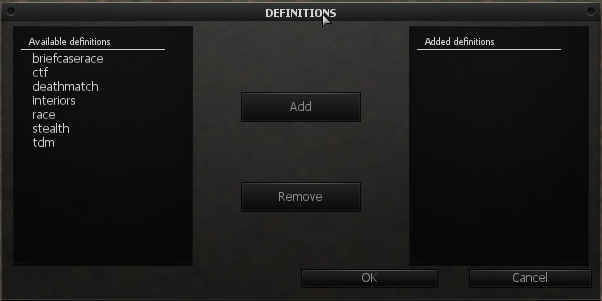 DEFINITIONS
Available definitions
briefcaserace
ctf
deathmatch
interiors
race
stealth
tdm
Add
Remove
Added definitions
OK
Cancel